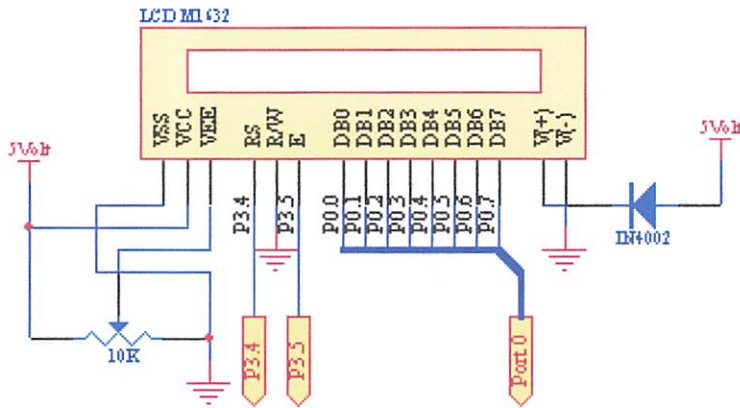 LCD M1632
VSS
VCC
VEE
RS
R/W
E
DB0
DB1
DB2
DB3
DB4
DB5
DB6
DB7
V(+)
V(-)
5Volt
5Volt
P3.4
P3.5
P0.0
P0.1
P0.2
P0.3
P0.4
P0.5
P0.6
P0.7
IN4002
10K
P3.4
P3.5
Port 0